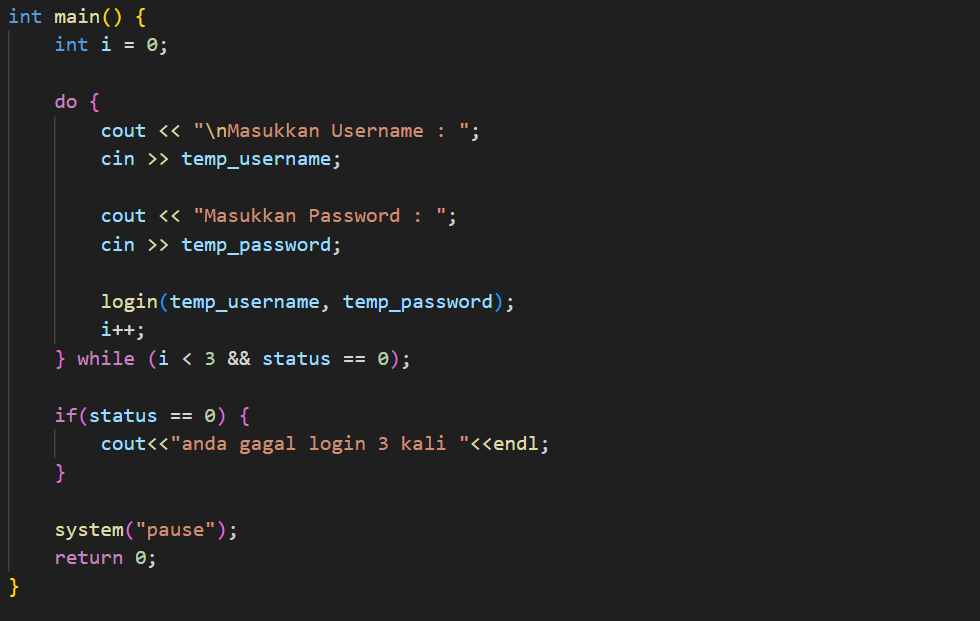 int main() {
    int i = 0;
    do {
        cout << "\nMasukkan Username : ";
        cin >> temp_username;
        cout << "Masukkan Password : ";
        cin >> temp_password;
        login(temp_username, temp_password);
        i++;
    } while (i < 3 && status == 0);
    if(status == 0) {
        cout<<"anda gagal login 3 kali "<<endl;
    }
    system("pause");
    return 0;
}